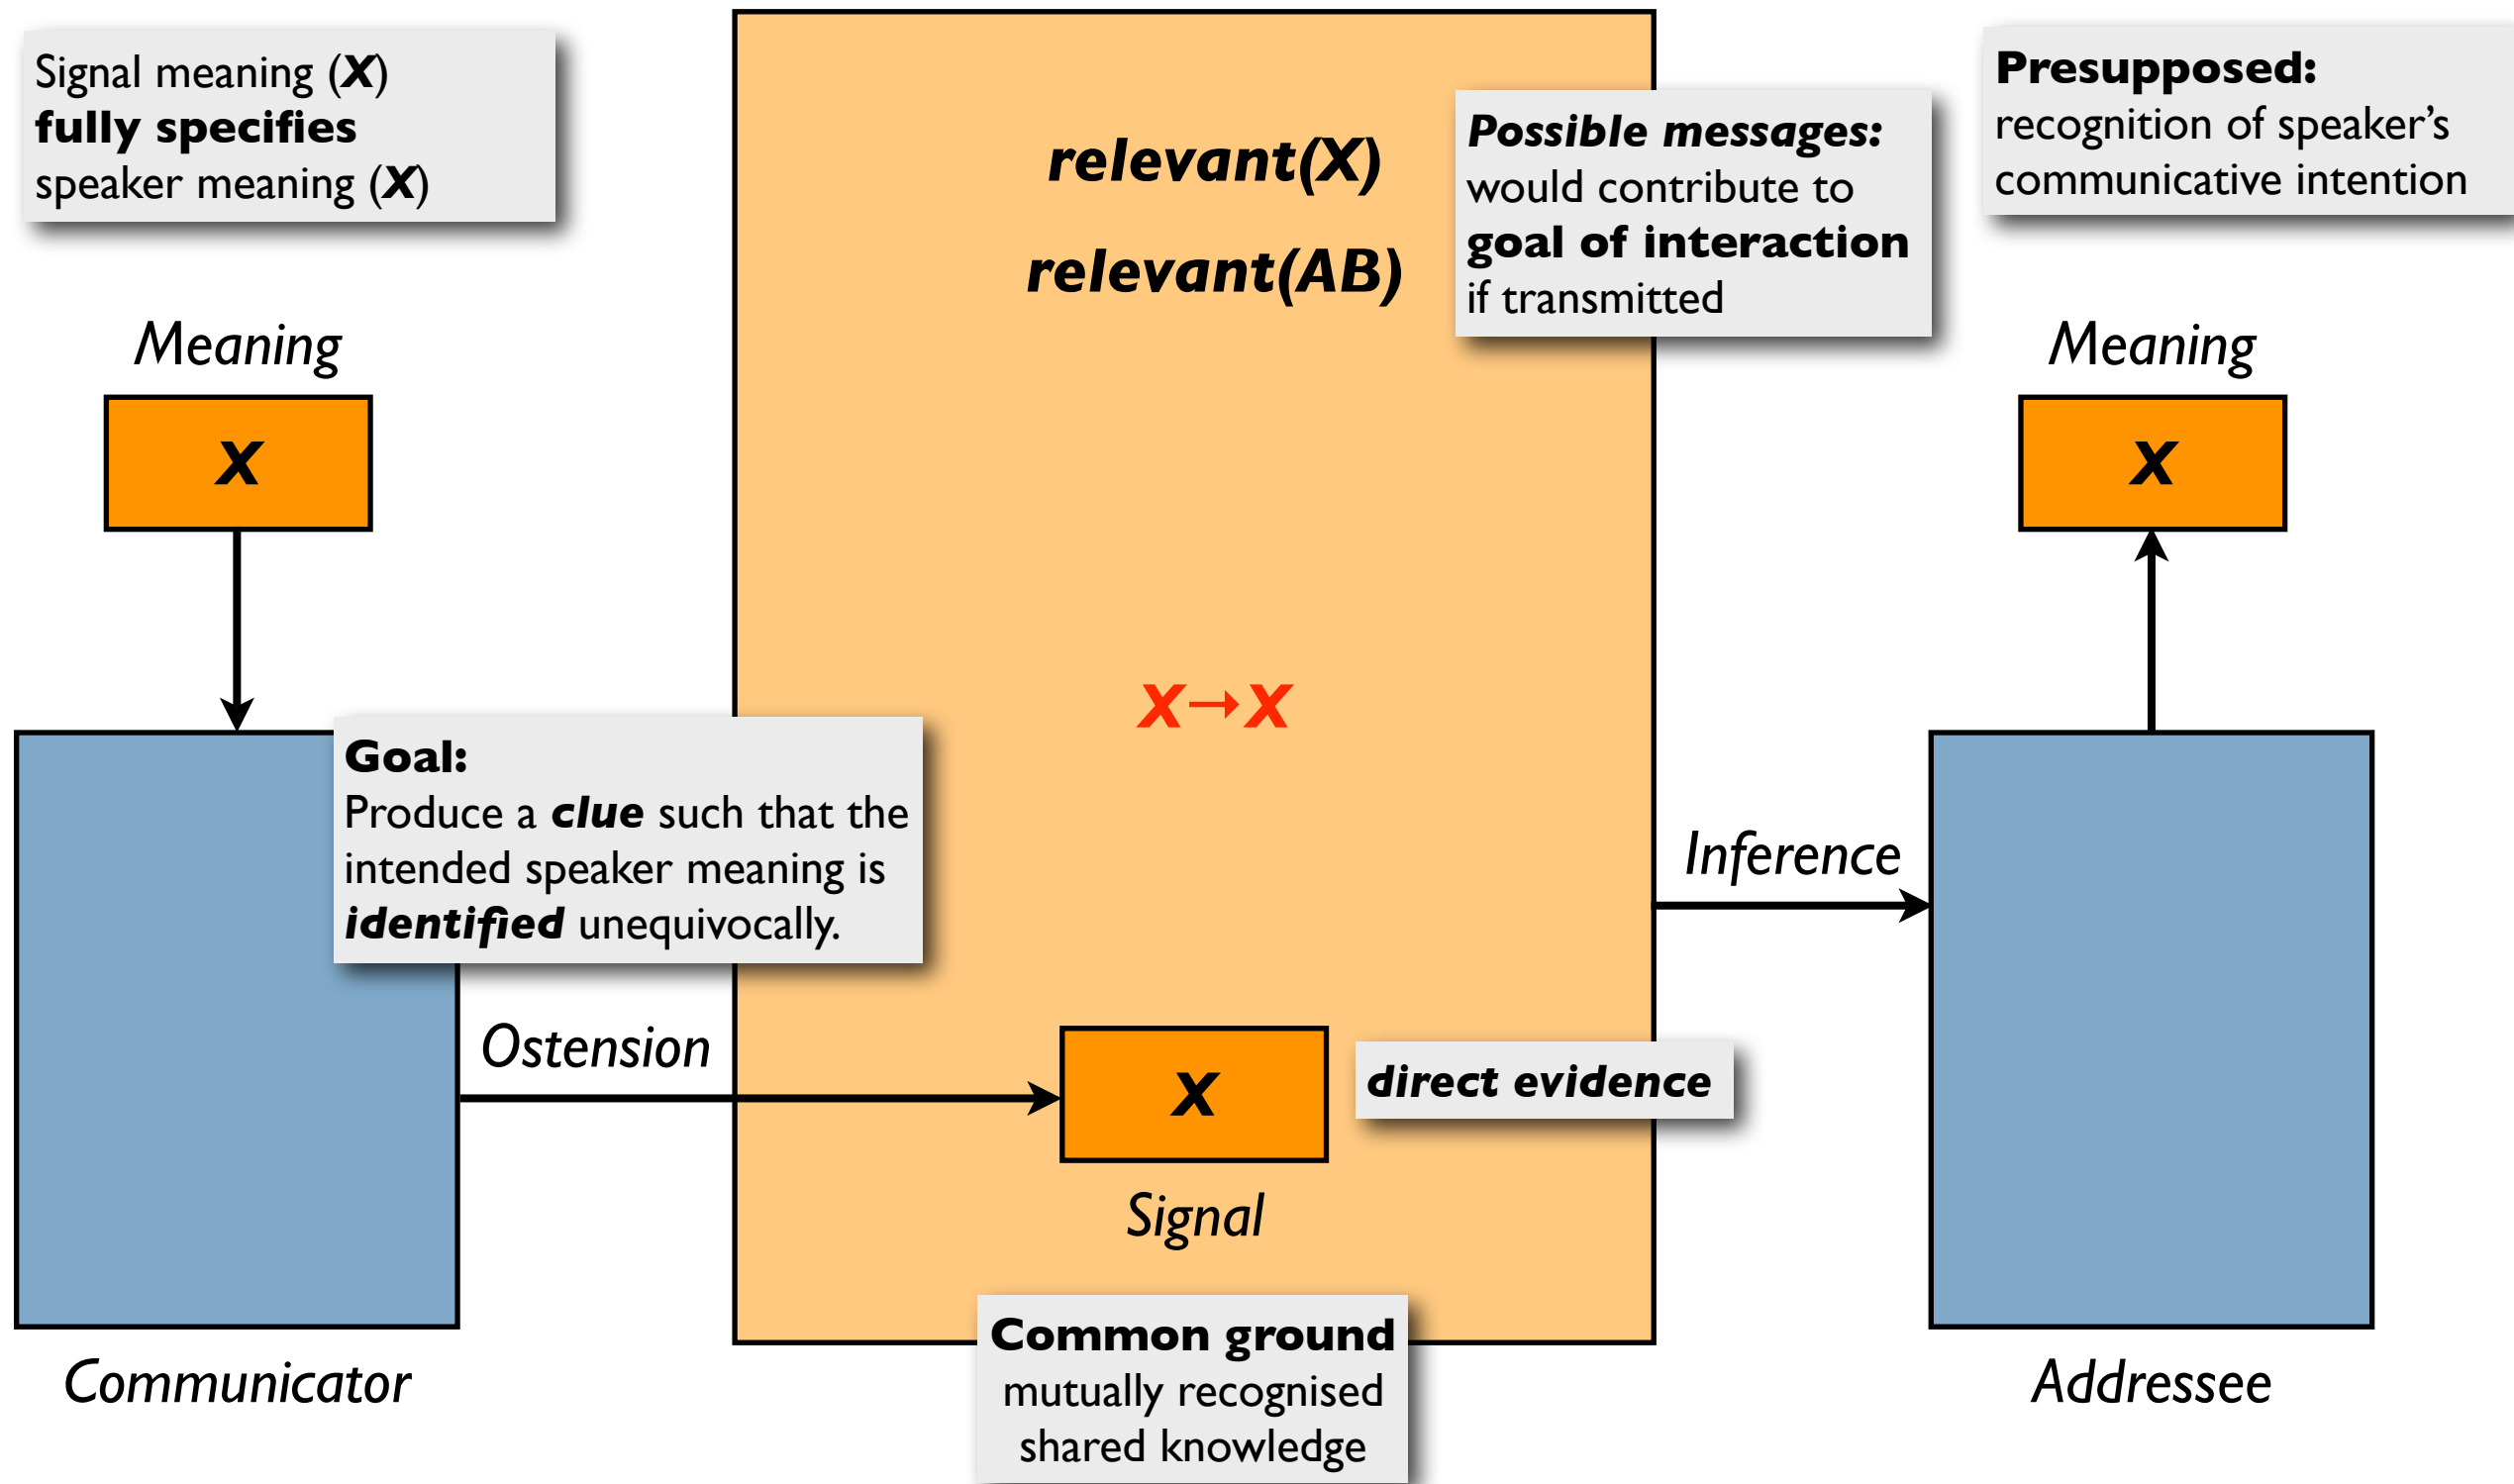 Signal meaning (X)
fully specifies
speaker meaning (X)
relevant(X)
relevant(AB)
Possible messages:
would contribute to
goal of interaction
if transmitted
Presupposed:
recognition of speaker’s
communicative intention
Meaning
X
Meaning
X
X→X
Goal:
Produce a clue such that the
intended speaker meaning is
identified unequivocally.
Inference
Ostension
X
direct evidence
Signal
Common ground
mutually recognised
shared knowledge
Communicator
Addressee